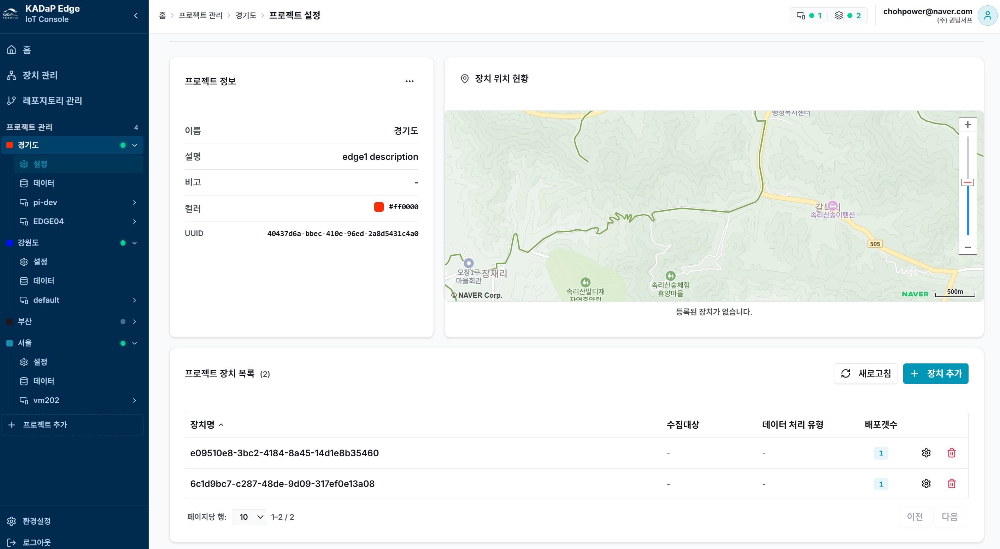 KADaP Edge
IoT Console
홈
장치 관리
레포지토리 관리
프로젝트 관리 4
경기도
설정
데이터
pi-dev
EDGE04
강원도
설정
데이터
default
부산
서울
설정
데이터
vm202
프로젝트 추가
환경설정
로그아웃
홈 > 프로젝트 관리 > 경기도 > 프로젝트 설정
1 2
chohpower@naver.com
(주) 퀀텀서프
프로젝트 정보
이름 경기도
설명 edge1 description
비고 -
컬러 #ff0000
UUID 40437d6a-bbec-410e-96ed-2a8d5431c4a0
장치 위치 현황
행정복지센터
속리산송이펜션
505
오창1구
마을회관
장재리
속리산말티재
자연휴양림
속리산숲체험
휴양마을
© NAVER Corp.
NAVER
500m
등록된 장치가 없습니다.
프로젝트 장치 목록 (2)
새로고침
장치 추가
장치명 수집대상 데이터 처리 유형 배포갯수
e09510e8-3bc2-4184-8a45-14d1e8b35460 - - 1
6c1d9bc7-c287-48de-9d09-317ef0e13a08 - - 1
페이지당 행: 10 1–2 / 2
이전 다음